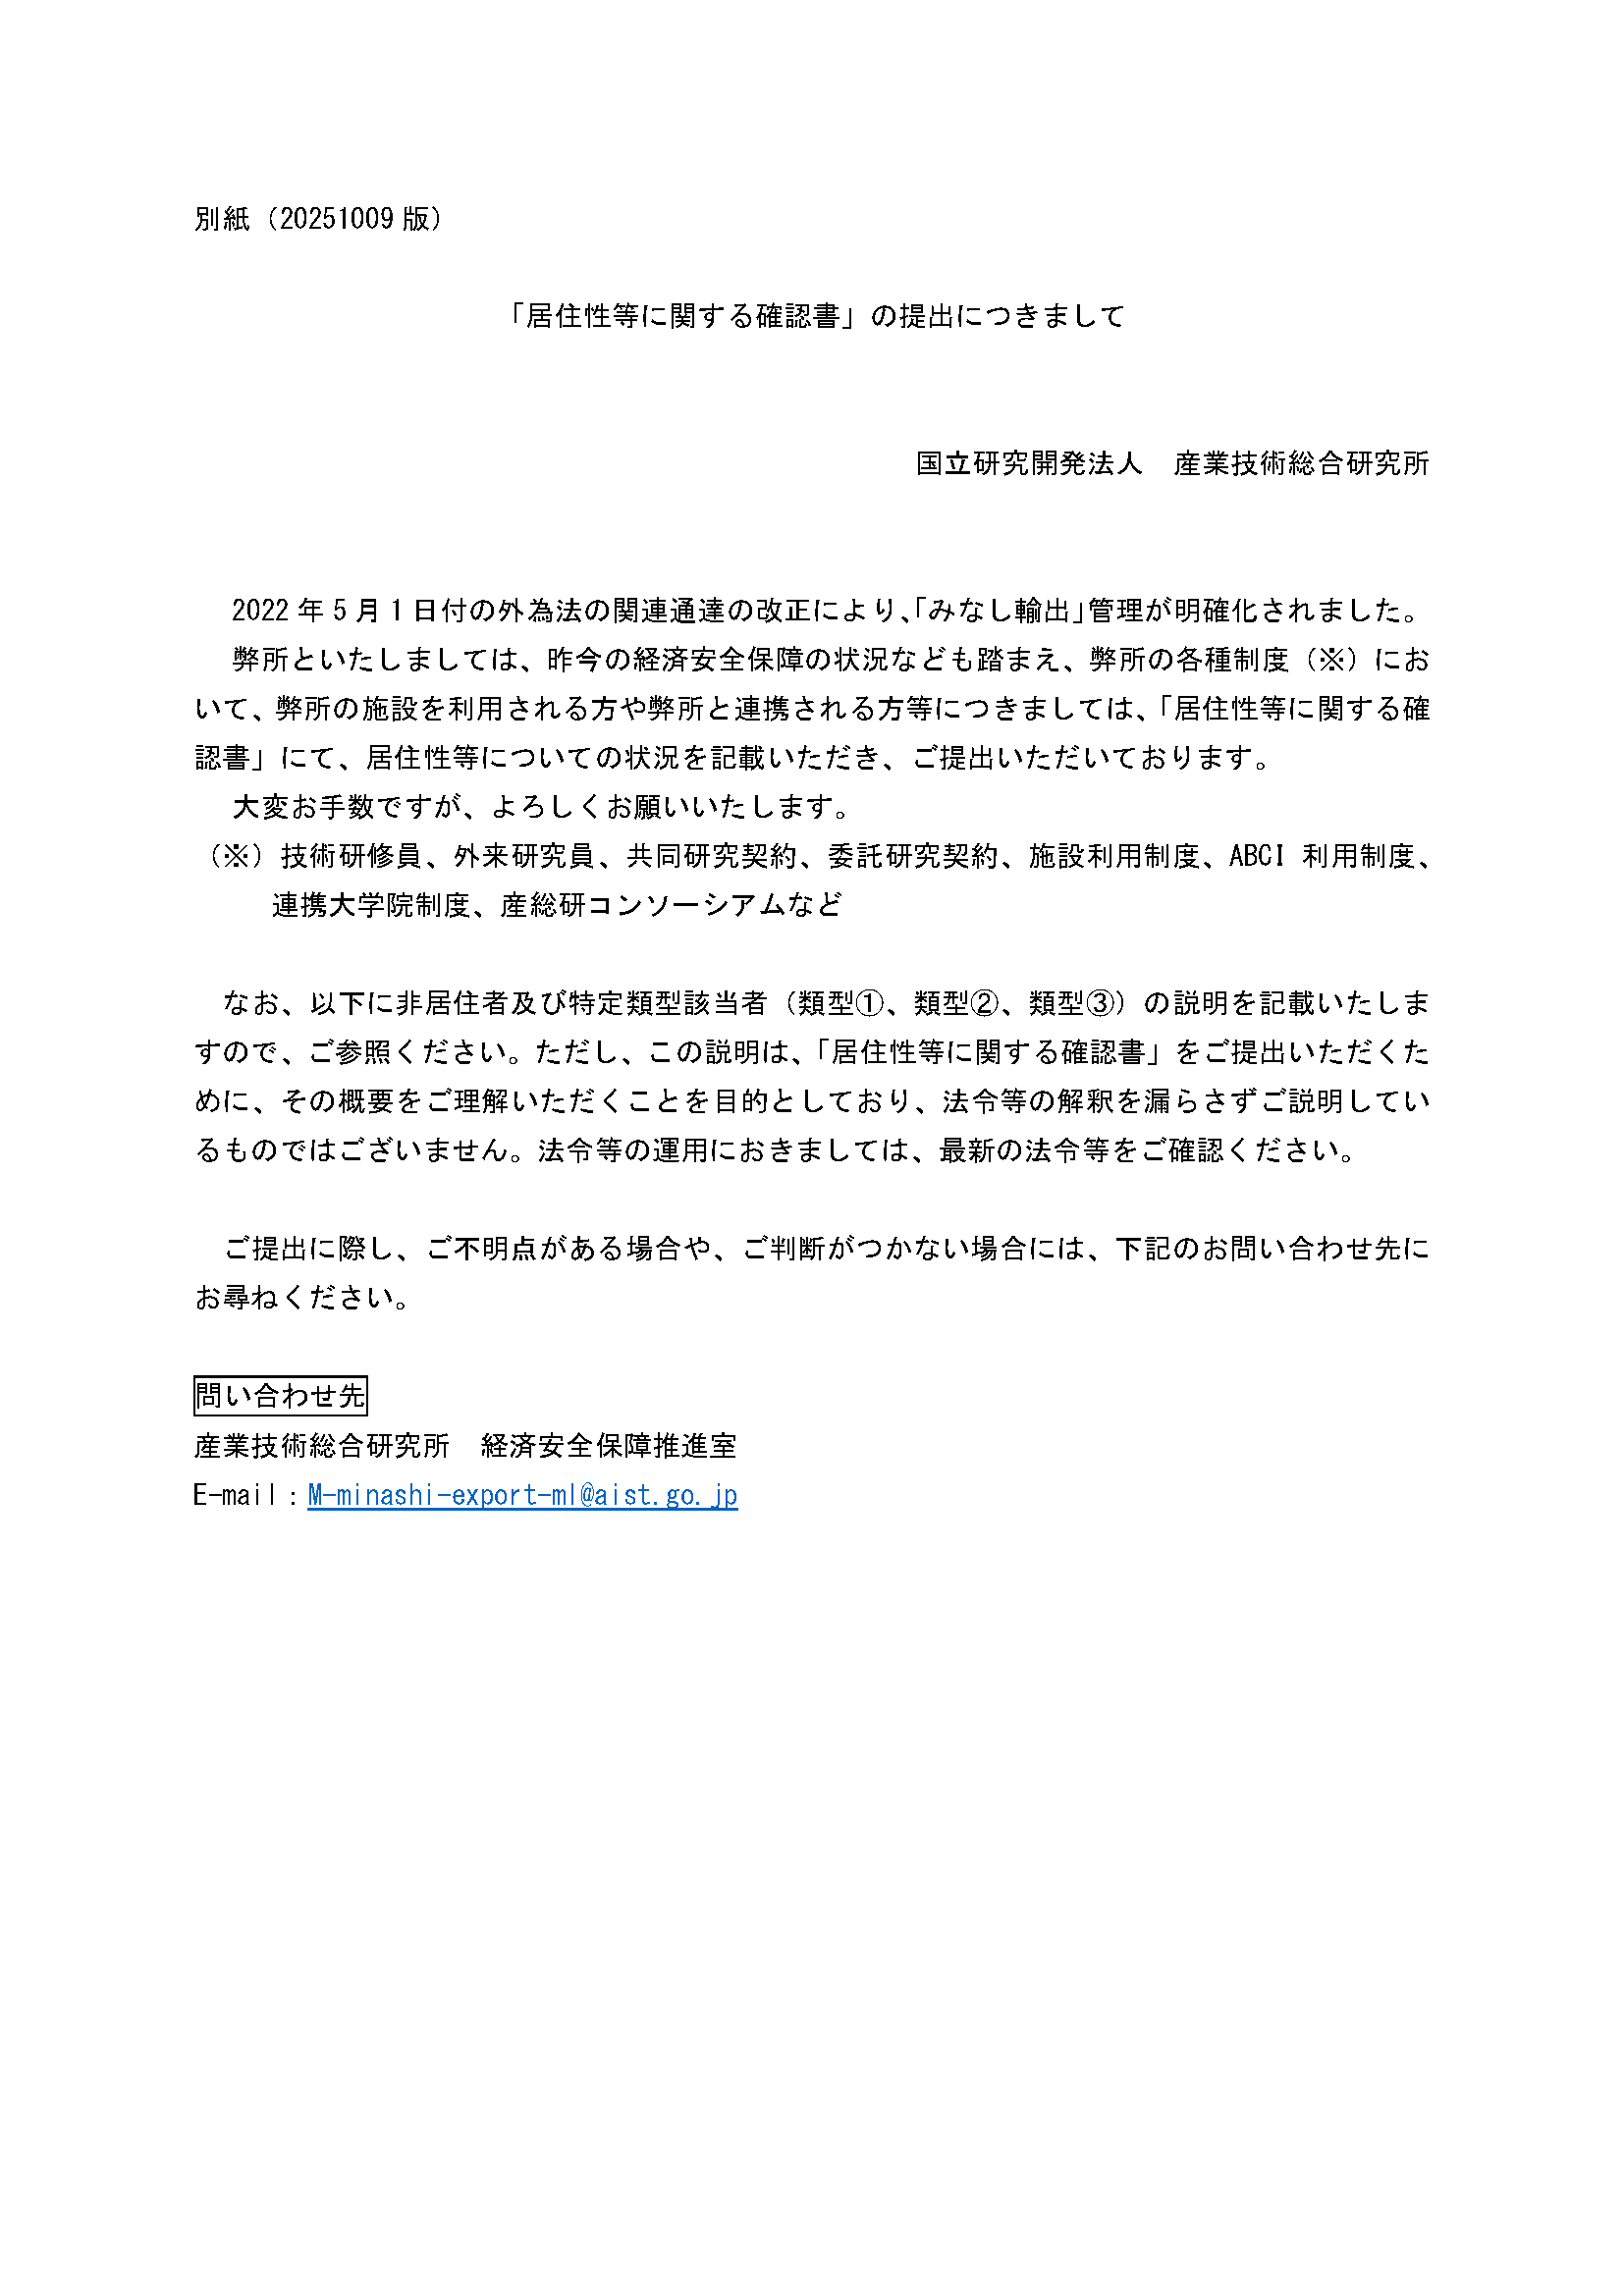 別紙（20251009 版）
「居住性等に関する確認書」の提出につきまして
国立研究開発法人　産業技術総合研究所
2022 年 5 月 1 日付の外為法の関連通達の改正により、「みなし輸出」管理が明確化されました。
弊所といたしましては、昨今の経済安全保障の状況なども踏まえ、弊所の各種制度（※）にお
いて、弊所の施設を利用される方や弊所と連携される方等につきましては、「居住性等に関する確
認書」にて、居住性等についての状況を記載いただき、ご提出いただいております。
大変お手数ですが、よろしくお願いいたします。
（※）技術研修員、外来研究員、共同研究契約、委託研究契約、施設利用制度、ABCI 利用制度、
連携大学院制度、産総研コンソーシアムなど
なお、以下に非居住者及び特定類型該当者（類型①、類型②、類型③）の説明を記載いたしま
すので、ご参照ください。ただし、この説明は、「居住性等に関する確認書」をご提出いただくた
めに、その概要をご理解いただくことを目的としており、法令等の解釈を漏らさずご説明してい
るものではございません。法令等の運用におきましては、最新の法令等をご確認ください。
ご提出に際し、ご不明点がある場合や、ご判断がつかない場合には、下記のお問い合わせ先に
お尋ねください。
問い合わせ先
産業技術総合研究所　経済安全保障推進室
E-mail：M-minashi-export-ml@aist.go.jp